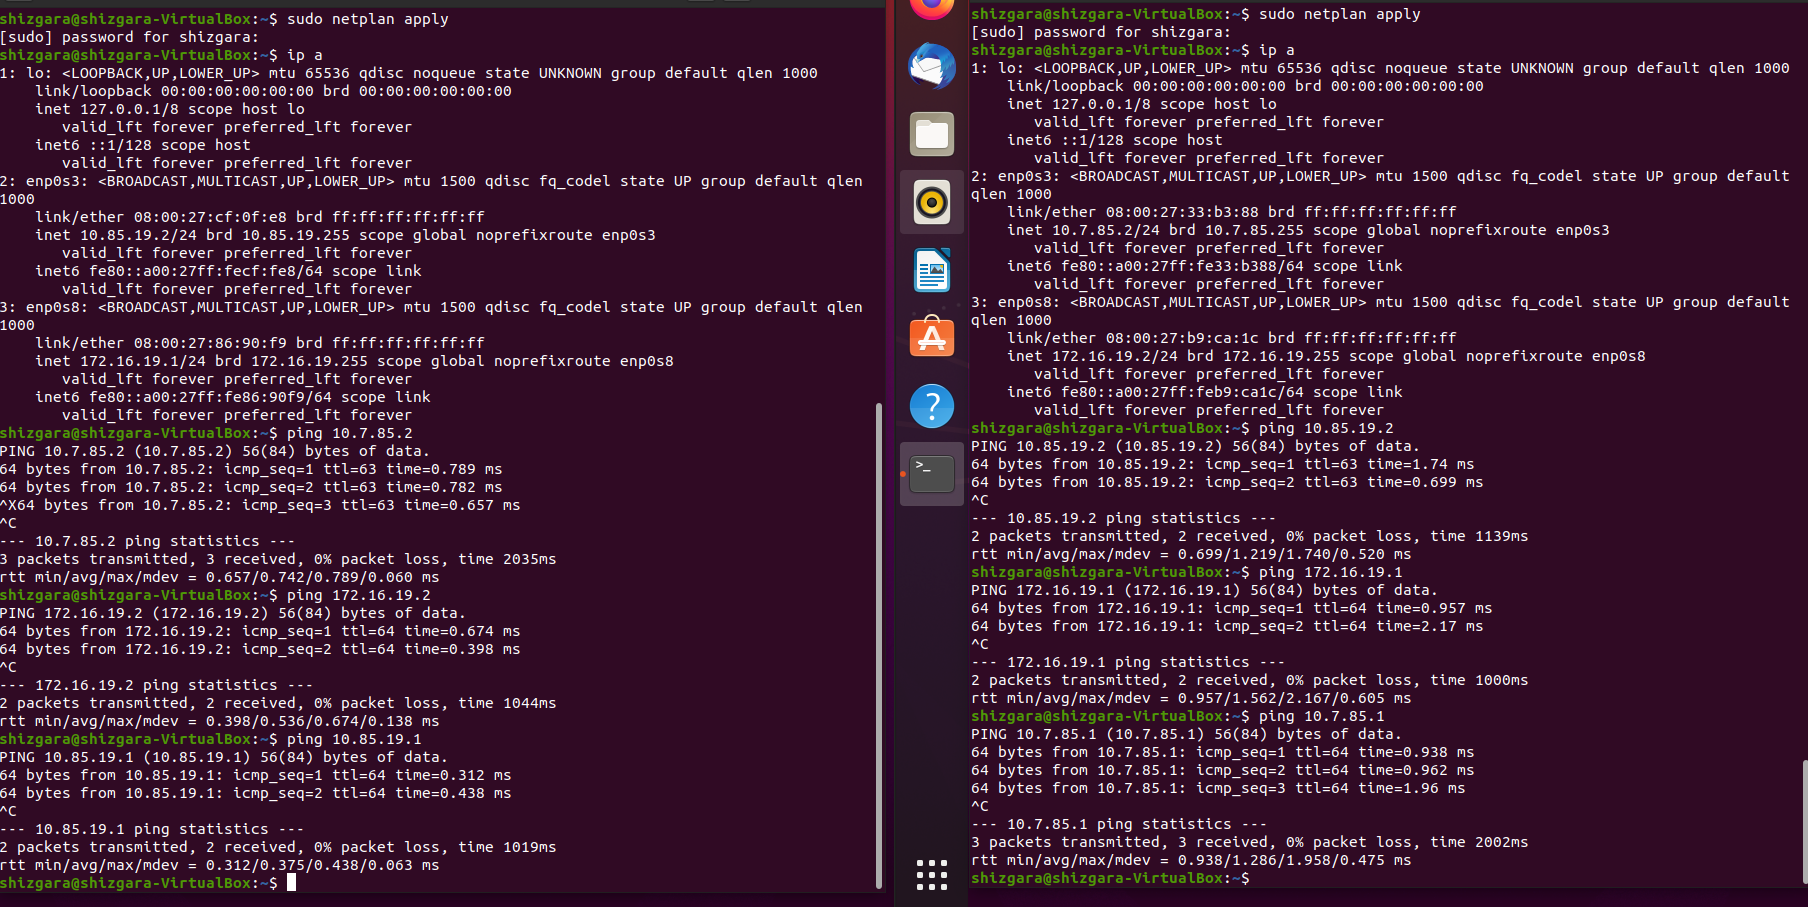 shizgara@shizgara-VirtualBox:~$ sudo netplan apply
[sudo] password for shizgara:
shizgara@shizgara-VirtualBox:~$ ip a
1: lo: <LOOPBACK,UP,LOWER_UP> mtu 65536 qdisc noqueue state UNKNOWN group default qlen 1000
    link/loopback 00:00:00:00:00:00 brd 00:00:00:00:00:00
    inet 127.0.0.1/8 scope host lo
       valid_lft forever preferred_lft forever
    inet6 ::1/128 scope host
       valid_lft forever preferred_lft forever
2: enp0s3: <BROADCAST,MULTICAST,UP,LOWER_UP> mtu 1500 qdisc fq_codel state UP group default qlen
1000
    link/ether 08:00:27:cf:0f:e8 brd ff:ff:ff:ff:ff:ff
    inet 10.85.19.2/24 brd 10.85.19.255 scope global noprefixroute enp0s3
       valid_lft forever preferred_lft forever
    inet6 fe80::a00:27ff:fecf:fe8/64 scope link
       valid_lft forever preferred_lft forever
3: enp0s8: <BROADCAST,MULTICAST,UP,LOWER_UP> mtu 1500 qdisc fq_codel state UP group default qlen
1000
    link/ether 08:00:27:86:90:f9 brd ff:ff:ff:ff:ff:ff
    inet 172.16.19.1/24 brd 172.16.19.255 scope global noprefixroute enp0s8
       valid_lft forever preferred_lft forever
    inet6 fe80::a00:27ff:fe86:90f9/64 scope link
       valid_lft forever preferred_lft forever
shizgara@shizgara-VirtualBox:~$ ping 10.7.85.2
PING 10.7.85.2 (10.7.85.2) 56(84) bytes of data.
64 bytes from 10.7.85.2: icmp_seq=1 ttl=63 time=0.789 ms
64 bytes from 10.7.85.2: icmp_seq=2 ttl=63 time=0.782 ms
^X64 bytes from 10.7.85.2: icmp_seq=3 ttl=63 time=0.657 ms
^C
--- 10.7.85.2 ping statistics ---
3 packets transmitted, 3 received, 0% packet loss, time 2035ms
rtt min/avg/max/mdev = 0.657/0.742/0.789/0.060 ms
shizgara@shizgara-VirtualBox:~$ ping 172.16.19.2
PING 172.16.19.2 (172.16.19.2) 56(84) bytes of data.
64 bytes from 172.16.19.2: icmp_seq=1 ttl=64 time=0.674 ms
64 bytes from 172.16.19.2: icmp_seq=2 ttl=64 time=0.398 ms
^C
--- 172.16.19.2 ping statistics ---
2 packets transmitted, 2 received, 0% packet loss, time 1044ms
rtt min/avg/max/mdev = 0.398/0.536/0.674/0.138 ms
shizgara@shizgara-VirtualBox:~$ ping 10.85.19.1
PING 10.85.19.1 (10.85.19.1) 56(84) bytes of data.
64 bytes from 10.85.19.1: icmp_seq=1 ttl=64 time=0.312 ms
64 bytes from 10.85.19.1: icmp_seq=2 ttl=64 time=0.438 ms
^C
--- 10.85.19.1 ping statistics ---
2 packets transmitted, 2 received, 0% packet loss, time 1019ms
rtt min/avg/max/mdev = 0.312/0.375/0.438/0.063 ms
shizgara@shizgara-VirtualBox:~$
shizgara@shizgara-VirtualBox:~$ sudo netplan apply
[sudo] password for shizgara:
shizgara@shizgara-VirtualBox:~$ ip a
1: lo: <LOOPBACK,UP,LOWER_UP> mtu 65536 qdisc noqueue state UNKNOWN group default qlen 1000
    link/loopback 00:00:00:00:00:00 brd 00:00:00:00:00:00
    inet 127.0.0.1/8 scope host lo
       valid_lft forever preferred_lft forever
    inet6 ::1/128 scope host
       valid_lft forever preferred_lft forever
2: enp0s3: <BROADCAST,MULTICAST,UP,LOWER_UP> mtu 1500 qdisc fq_codel state UP group default
qlen 1000
    link/ether 08:00:27:33:b3:88 brd ff:ff:ff:ff:ff:ff
    inet 10.7.85.2/24 brd 10.7.85.255 scope global noprefixroute enp0s3
       valid_lft forever preferred_lft forever
    inet6 fe80::a00:27ff:fe33:b388/64 scope link
       valid_lft forever preferred_lft forever
3: enp0s8: <BROADCAST,MULTICAST,UP,LOWER_UP> mtu 1500 qdisc fq_codel state UP group default
qlen 1000
    link/ether 08:00:27:b9:ca:1c brd ff:ff:ff:ff:ff:ff
    inet 172.16.19.2/24 brd 172.16.19.255 scope global noprefixroute enp0s8
       valid_lft forever preferred_lft forever
    inet6 fe80::a00:27ff:feb9:ca1c/64 scope link
       valid_lft forever preferred_lft forever
shizgara@shizgara-VirtualBox:~$ ping 10.85.19.2
PING 10.85.19.2 (10.85.19.2) 56(84) bytes of data.
64 bytes from 10.85.19.2: icmp_seq=1 ttl=63 time=1.74 ms
64 bytes from 10.85.19.2: icmp_seq=2 ttl=63 time=0.699 ms
^C
--- 10.85.19.2 ping statistics ---
2 packets transmitted, 2 received, 0% packet loss, time 1139ms
rtt min/avg/max/mdev = 0.699/1.219/1.740/0.520 ms
shizgara@shizgara-VirtualBox:~$ ping 172.16.19.1
PING 172.16.19.1 (172.16.19.1) 56(84) bytes of data.
64 bytes from 172.16.19.1: icmp_seq=1 ttl=64 time=0.957 ms
64 bytes from 172.16.19.1: icmp_seq=2 ttl=64 time=2.17 ms
^C
--- 172.16.19.1 ping statistics ---
2 packets transmitted, 2 received, 0% packet loss, time 1000ms
rtt min/avg/max/mdev = 0.957/1.562/2.167/0.605 ms
shizgara@shizgara-VirtualBox:~$ ping 10.7.85.1
PING 10.7.85.1 (10.7.85.1) 56(84) bytes of data.
64 bytes from 10.7.85.1: icmp_seq=1 ttl=64 time=0.938 ms
64 bytes from 10.7.85.1: icmp_seq=2 ttl=64 time=0.962 ms
64 bytes from 10.7.85.1: icmp_seq=3 ttl=64 time=1.96 ms
^C
--- 10.7.85.1 ping statistics ---
3 packets transmitted, 3 received, 0% packet loss, time 2002ms
rtt min/avg/max/mdev = 0.938/1.286/1.958/0.475 ms
shizgara@shizgara-VirtualBox:~$